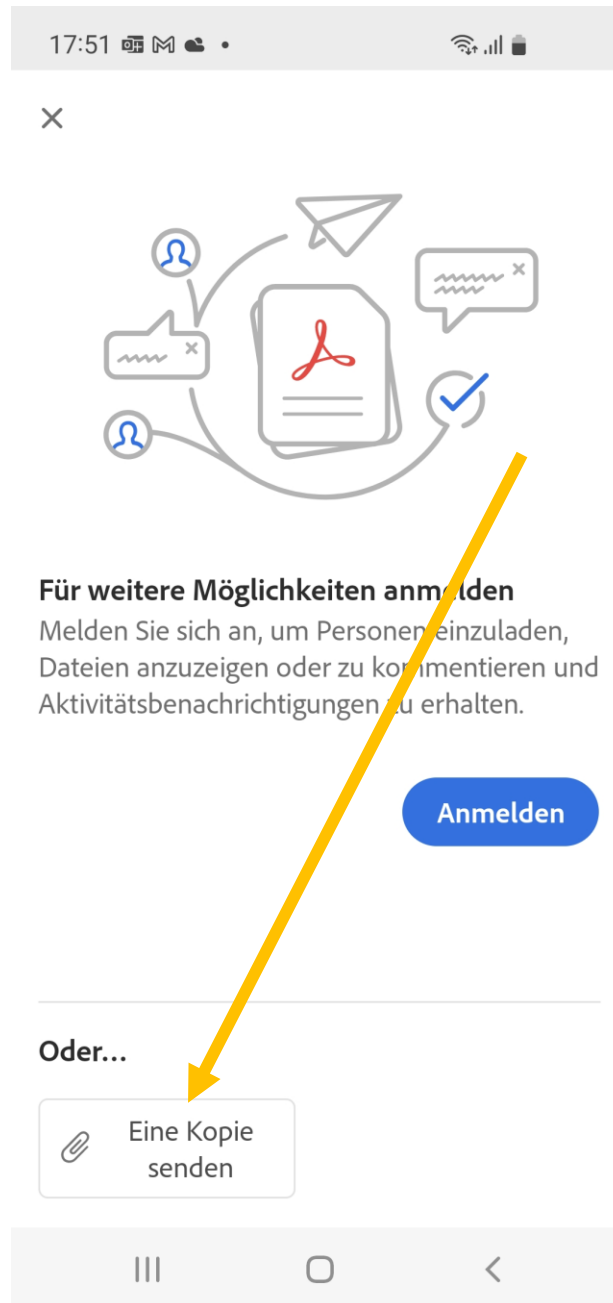 17:51
Für weitere Möglichkeiten anmelden
Melden Sie sich an, um Personen einzuladen,
Dateien anzuzeigen oder zu kommentieren und
Aktivitätsbenachrichtigungen zu erhalten.
Anmelden
Oder...
Eine Kopie
senden